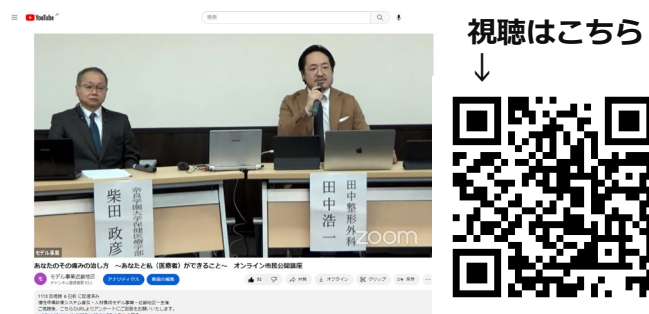 YouTube
検索
視聴はこちら
↓
奈良学園大学保健医療学部
柴田 政彦
田中整形外科
田中浩一
zoom
モデル事業
あなたのその痛みの治し方 ～あなたと私（医療者）ができること～ オンライン市民公開講座
モデル事業近畿地区
アナリティクス
動画の編集
共有
オフライン
クリップ
保存